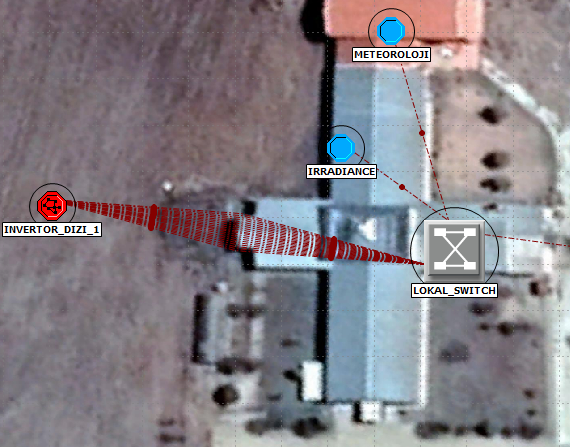 METEOROLOJI
IRRADIANCE
INVERTOR_DIZI_1
LOKAL_SWITCH